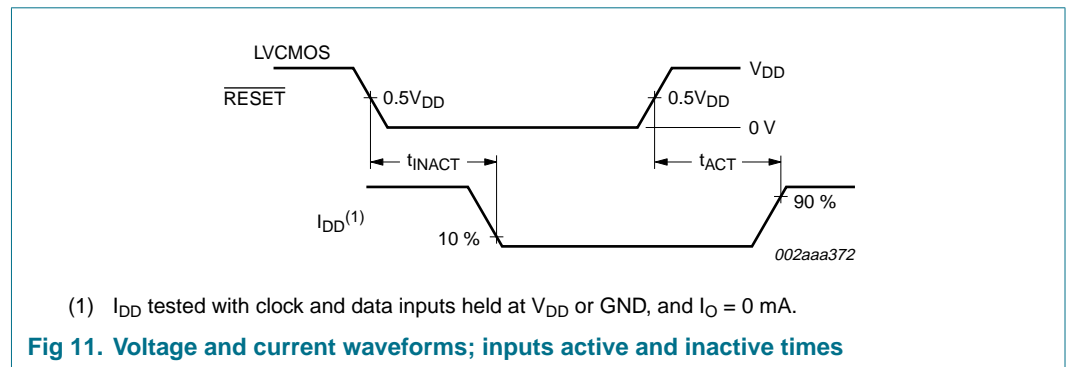 LVCMOS
RESET
0.5VDD
0.5VDD
VDD
0 V
tINACT
tACT
IDD(1)
10 %
90 %
002aaa372
(1) IDD tested with clock and data inputs held at VDD or GND, and IO = 0 mA.
Fig 11. Voltage and current waveforms; inputs active and inactive times